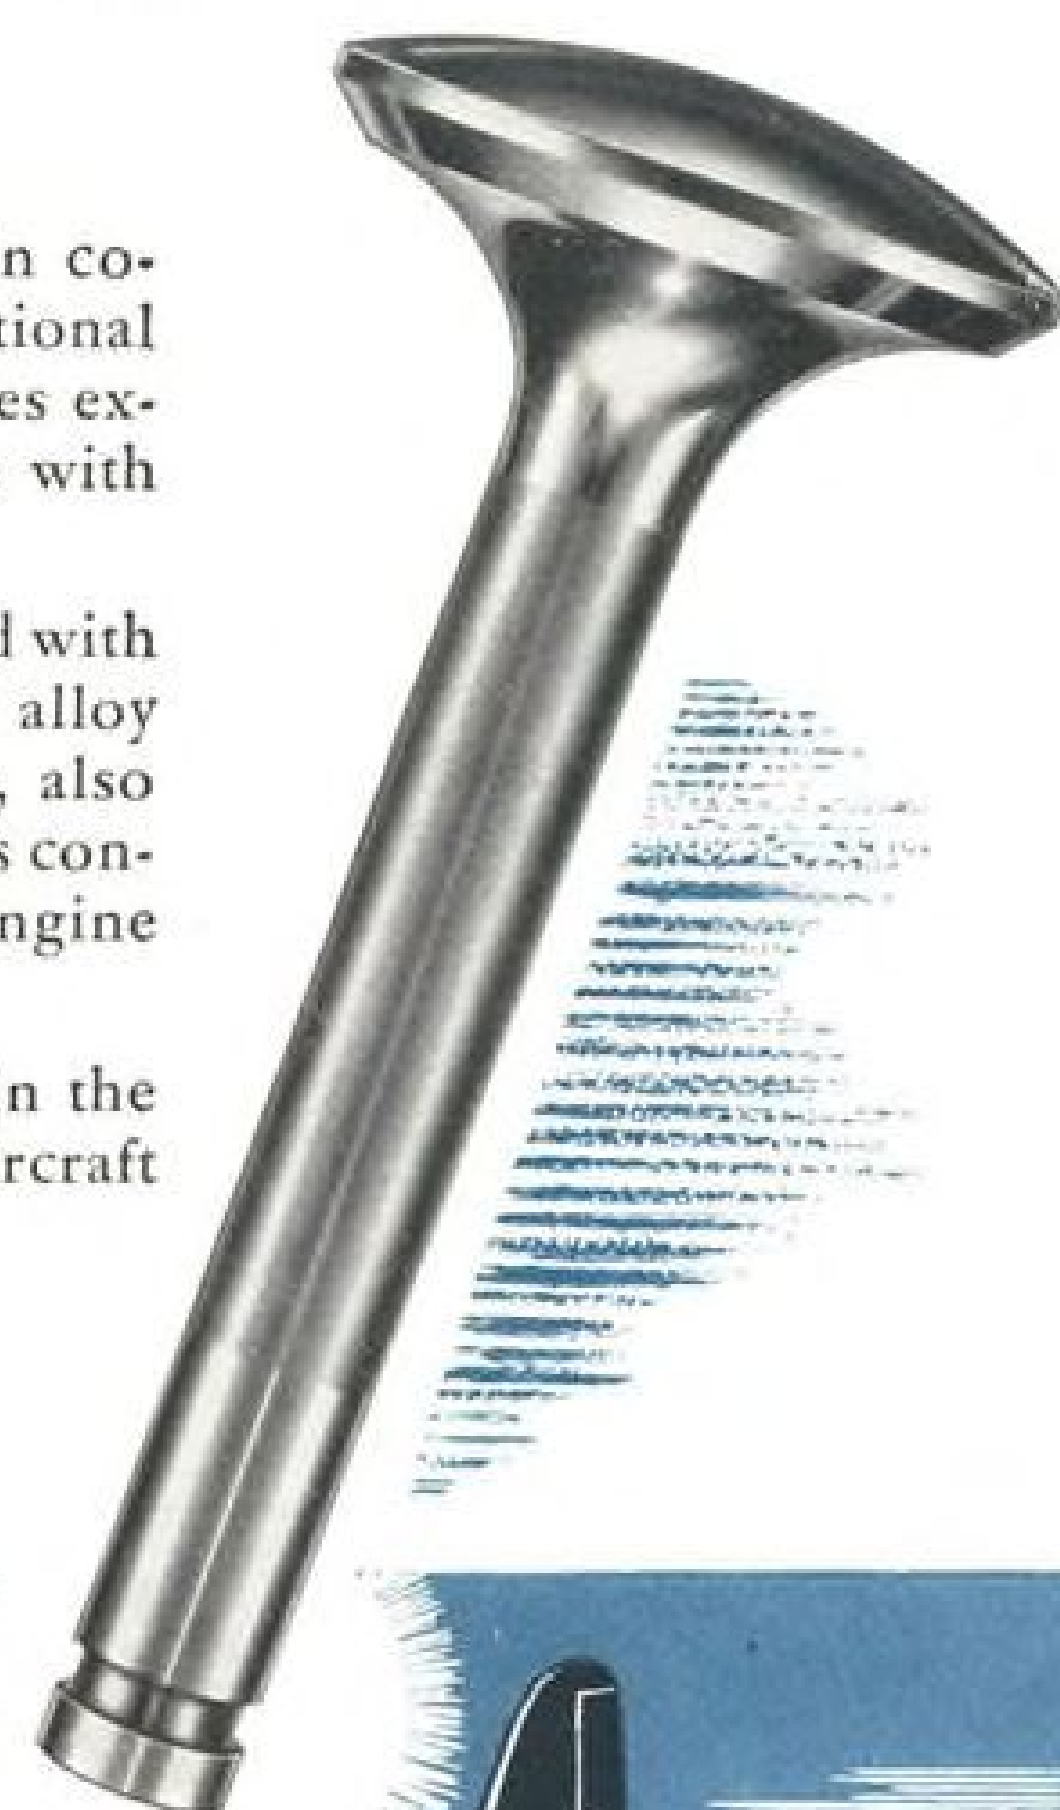 n co-
tional
es ex-
with
d with
alloy
, also
s con-
ngine
n the
rcraft